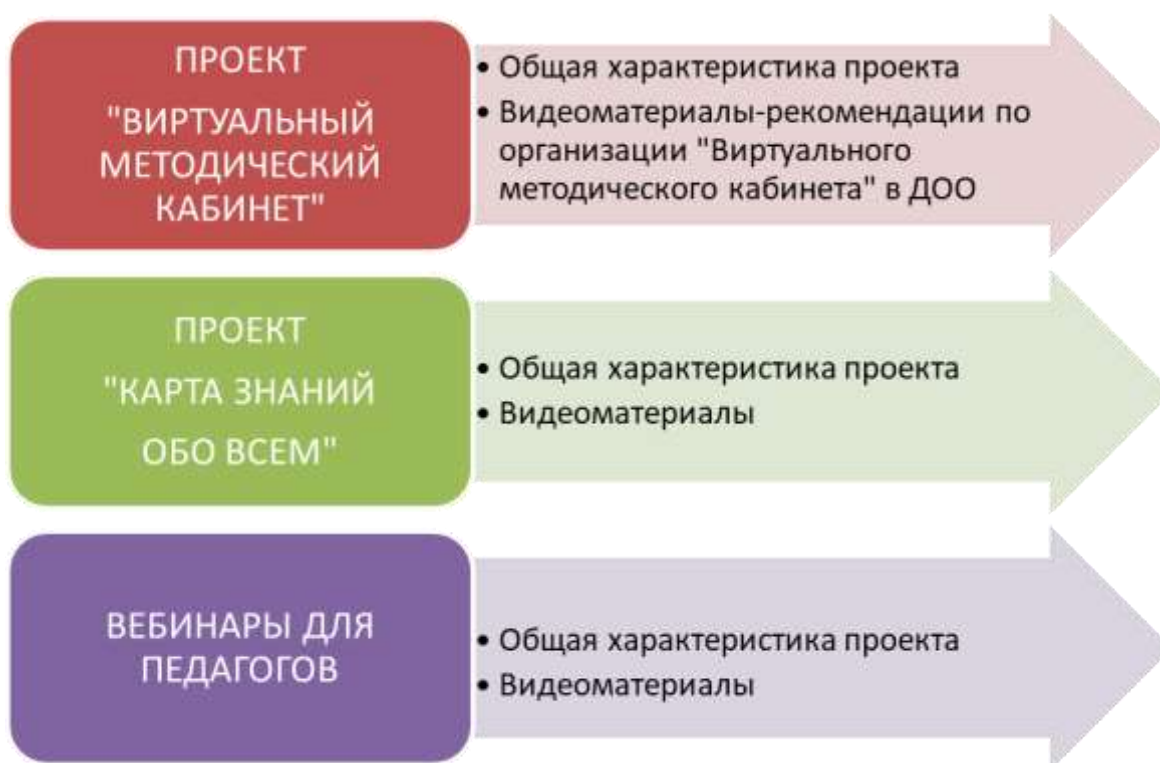 ПРОЕКТ
"ВИРТУАЛЬНЫЙ
МЕТОДИЧЕСКИЙ
КАБИНЕТ"
• Общая характеристика проекта
• Видеоматериалы-рекомендации по
организации "Виртуального
методического кабинета" в ДОО
ПРОЕКТ
"КАРТА ЗНАНИЙ
ОБО ВСЕМ"
• Общая характеристика проекта
• Видеоматериалы
ВЕБИНАРЫ ДЛЯ
ПЕДАГОГОВ
• Общая характеристика проекта
• Видеоматериалы